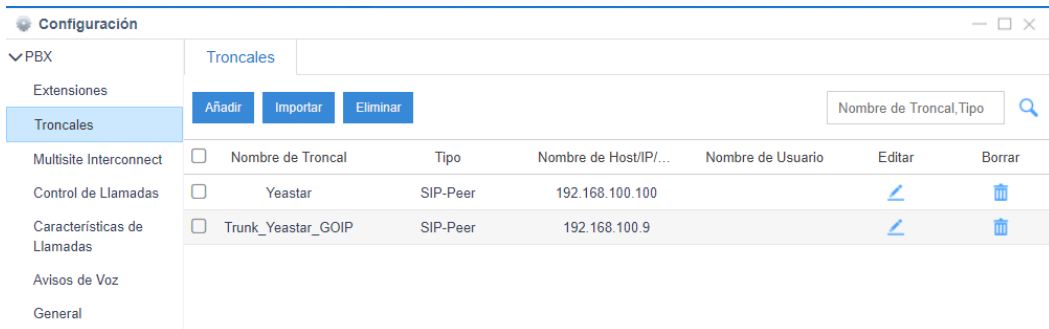 Configuración
PBX
Troncales
Extensiones
Añadir Importar Eliminar Nombre de Troncal,Tipo
Troncales
Multisite Interconnect Nombre de Troncal Tipo Nombre de Host/IP/... Nombre de Usuario Editar Borrar
Control de Llamadas Yeastar SIP-Peer 192.168.100.100
Características de Llamadas Trunk_Yeastar_GOIP SIP-Peer 192.168.100.9
Avisos de Voz
General